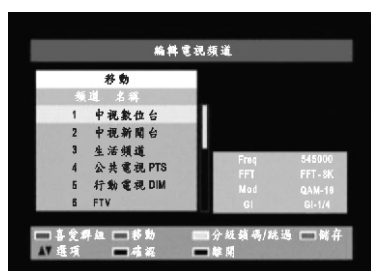 編輯電視頻道
移動
頻道 名稱
1 中視數位台
2 中視新聞台
3 生活頻道
4 公共電視 PTS
5 行動電視 DIM
6 FTV
Freq 545000
FFT FFT-8K
Mod QAM-16
GI GI-1/4
喜愛群組 移動 分級鎖碼/跳過 儲存
▲▼ 選項 確認 離開